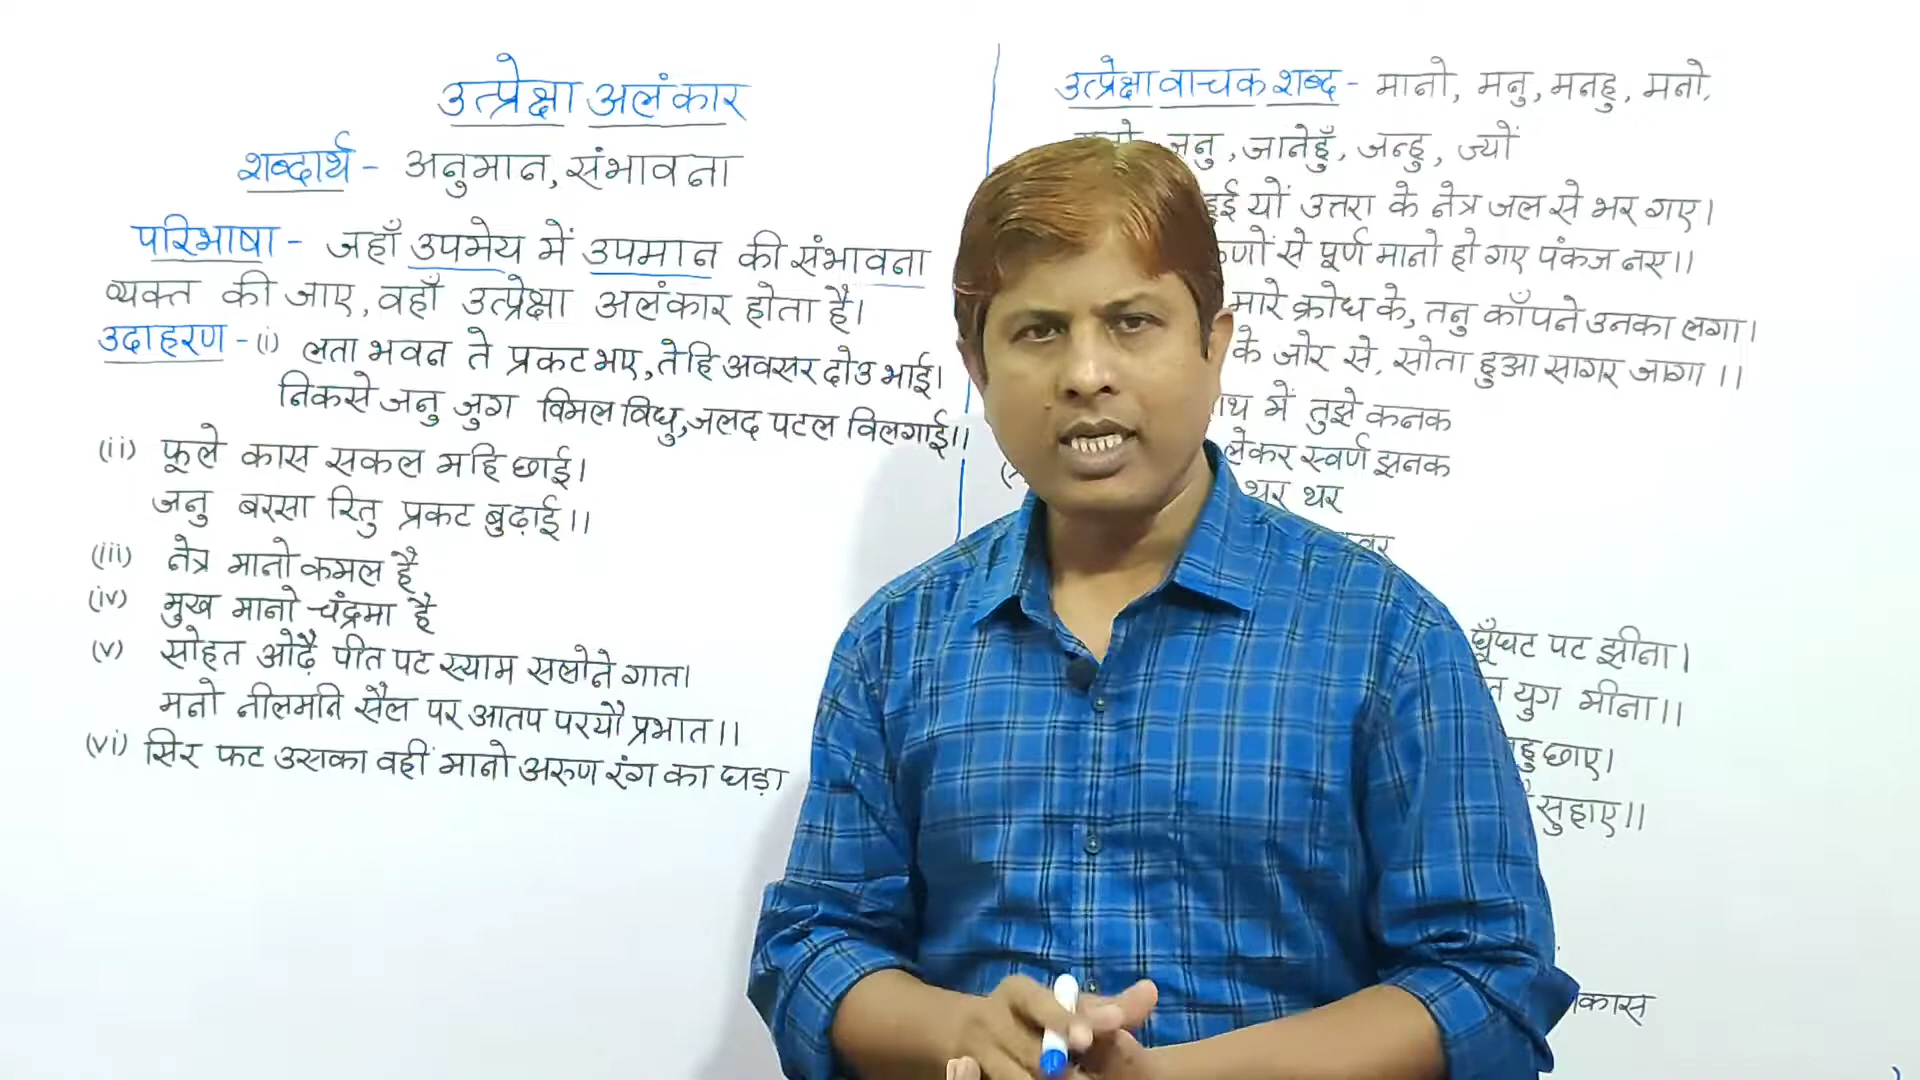 उत्प्रेक्षा अलंकार
शब्दार्थ - अनुमान, संभावना
परिभाषा - जहाँ उपमेय में उपमान की संभावना
व्यक्त की जाए, वहाँ उत्प्रेक्षा अलंकार होता है।
उदाहरण - (i) लता भवन ते प्रकट भए, तेहि अवसर दोउ भाई।
निकसे जनु जुग विमल विधु, जलद पटल विलगाई।।
(ii) फूले कास सकल महि छाई।
जनु बरसा रितु प्रकट बुढ़ाई।।
(iii) नेत्र मानो कमल है
(iv) मुख मानो चंद्रमा है
(v) सोहत ओढ़ै पीत पट स्याम सलोने गात।
मनो नीलमनि सैल पर आतप परयौ प्रभात।।
(vi) सिर फट उसका वहीं मानो अरुण रंग का घड़ा
उत्प्रेक्षा वाचक शब्द - मानो, मनु, मनहु, मनो,
जनु, जानेहुँ, जन्हु, ज्यों
यों उत्तरा के नेत्र जल से भर गए।
से पूर्ण मानो हो गए पंकज नए।।
मारे क्रोध के, तनु काँपने उनका लगा।
के जोर से, सोता हुआ सागर जागा।।
में तुझे कनक
लेकर स्वर्ण झनक
थर थर
घूँघट पट झीना।
युग मीना।।
छाए।
सुहाए।।